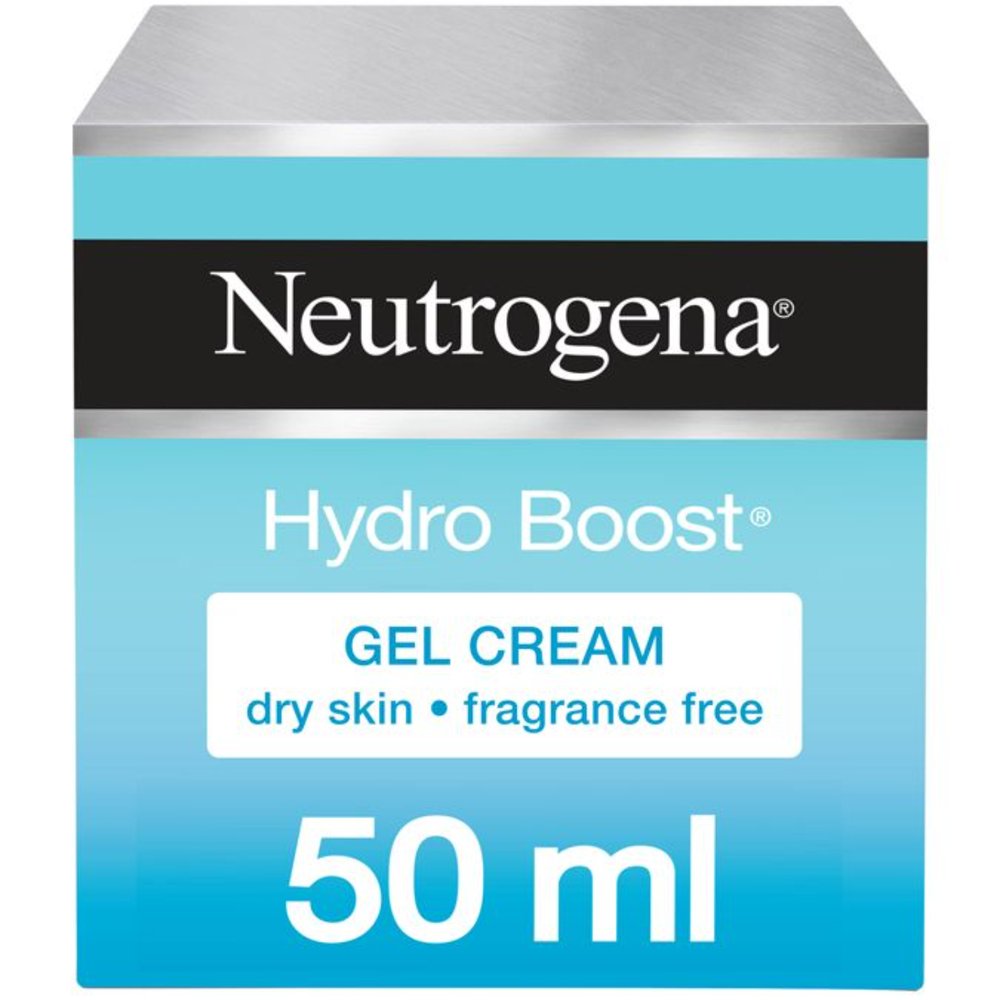 Neutrogena®
Hydro Boost®
GEL CREAM
dry skin • fragrance free
50 ml